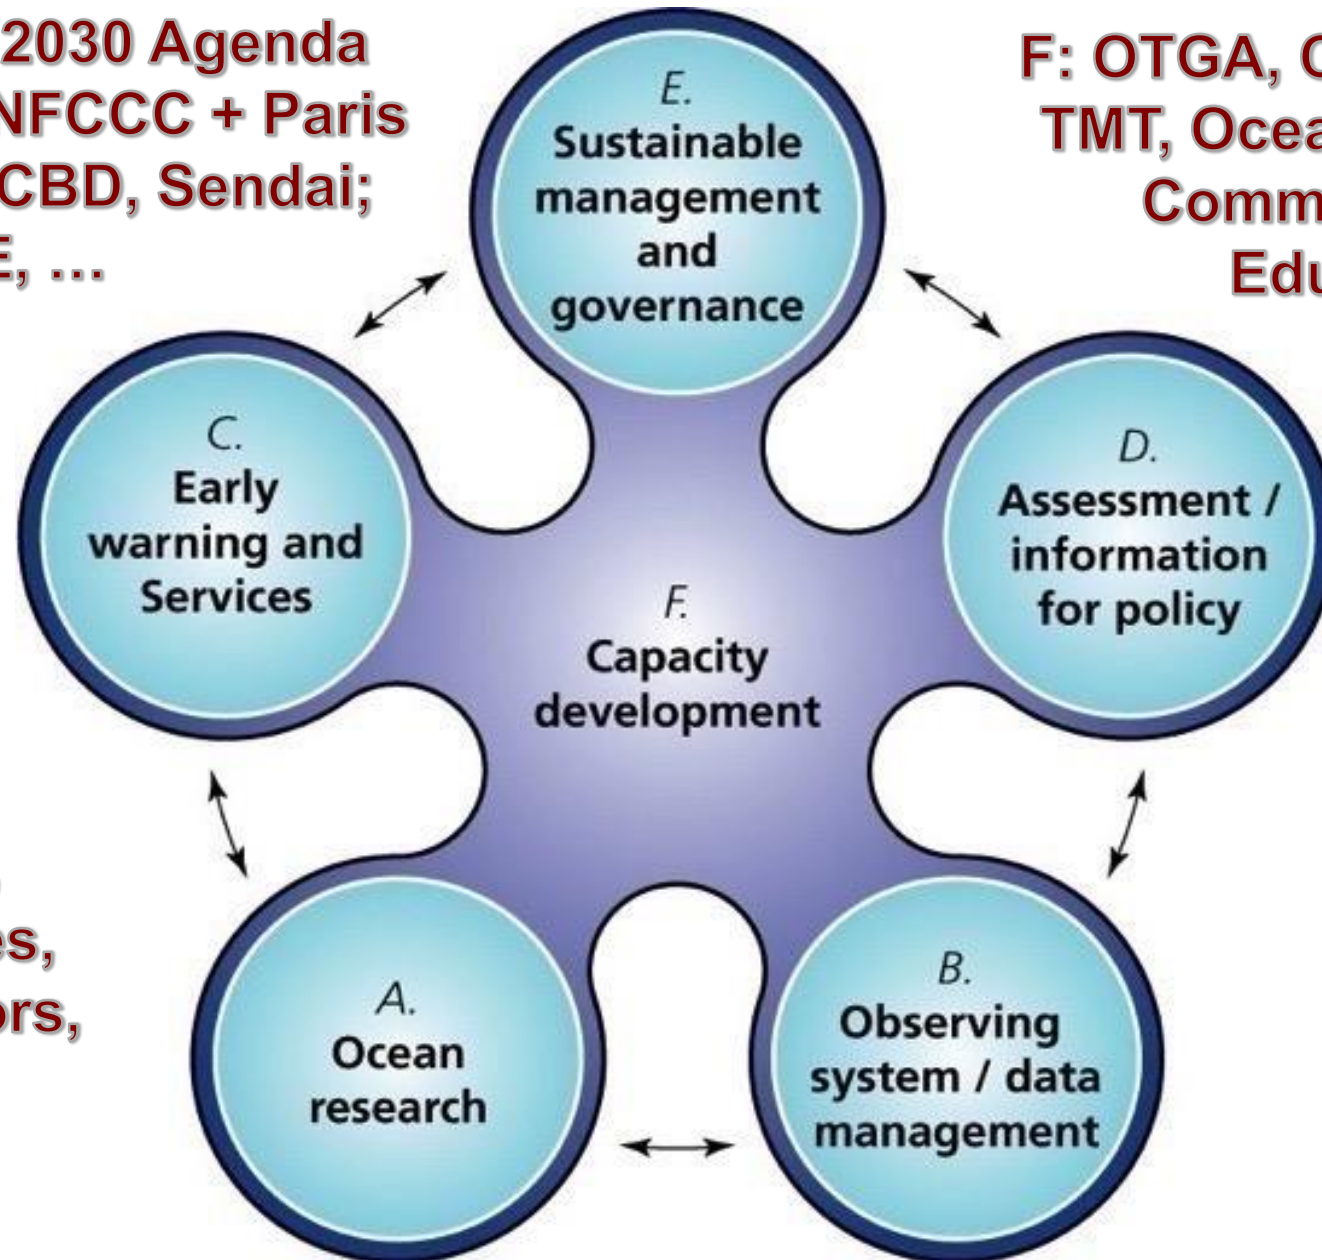 2030 Agenda
NFCCC + Paris
CBD, Sendai;
E, ...
F: OTGA, C
TMT, Ocea
Comm
Edu
E.
Sustainable
management
and
governance
C.
Early
warning and
Services
D.
Assessment /
information
for policy
F.
Capacity
development
es,
ors,
A.
Ocean
research
B.
Observing
system / data
management